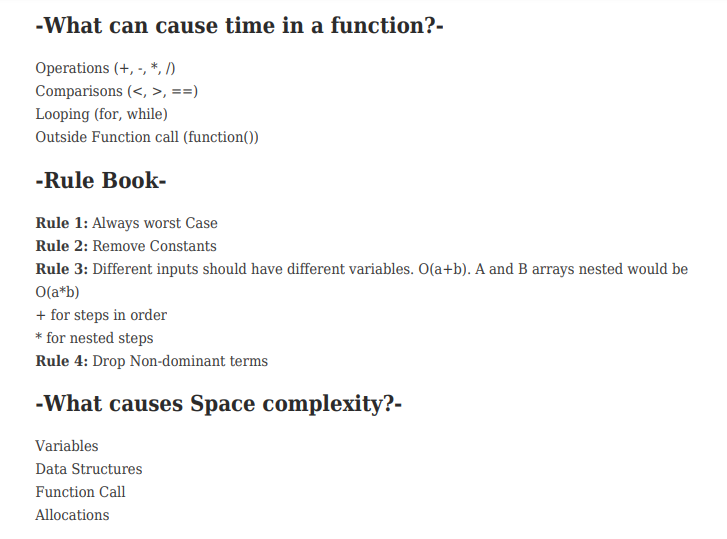 -What can cause time in a function?-
Operations (+, -, *, /)
Comparisons (<, >, ==)
Looping (for, while)
Outside Function call (function())
-Rule Book-
Rule 1: Always worst Case
Rule 2: Remove Constants
Rule 3: Different inputs should have different variables. O(a+b). A and B arrays nested would be
O(a*b)
+ for steps in order
* for nested steps
Rule 4: Drop Non-dominant terms
-What causes Space complexity?-
Variables
Data Structures
Function Call
Allocations